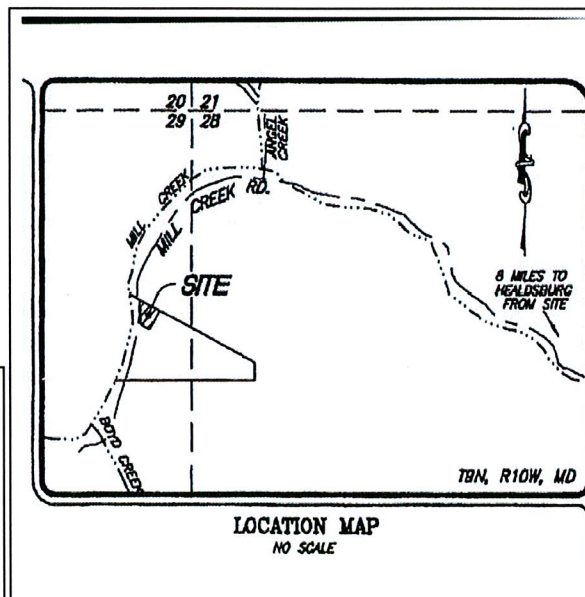 20 21
29 28
ANGEL
CREEK
MILL CREEK
MILL CREEK RD.
SITE
8 MILES TO
HEALDSBURG
FROM SITE
BOYD CREEK
T9N, R10W, MD
LOCATION MAP
NO SCALE